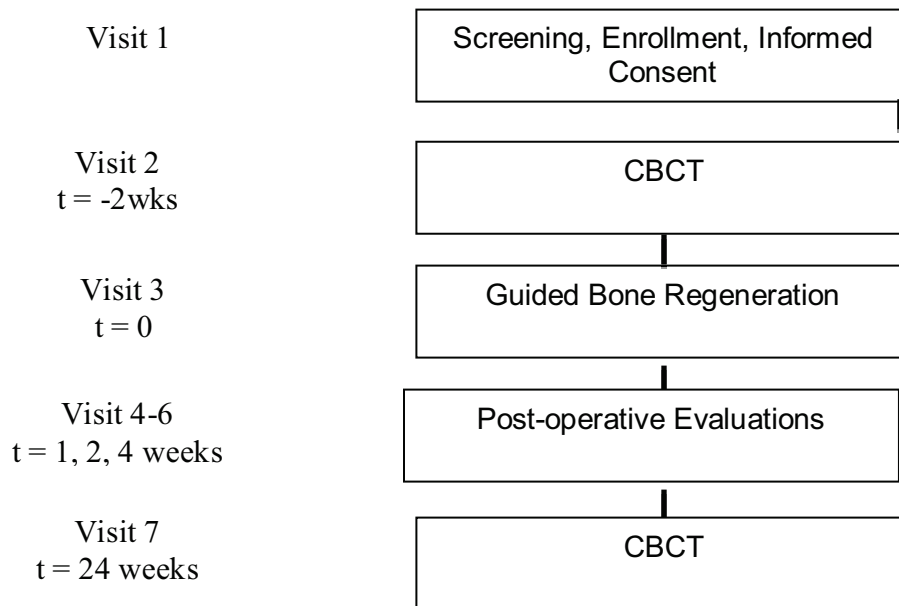 Visit 1
Screening, Enrollment, Informed
Consent
Visit 2
t = -2wks
CBCT
Visit 3
t = 0
Guided Bone Regeneration
Visit 4-6
t = 1, 2, 4 weeks
Post-operative Evaluations
Visit 7
t = 24 weeks
CBCT